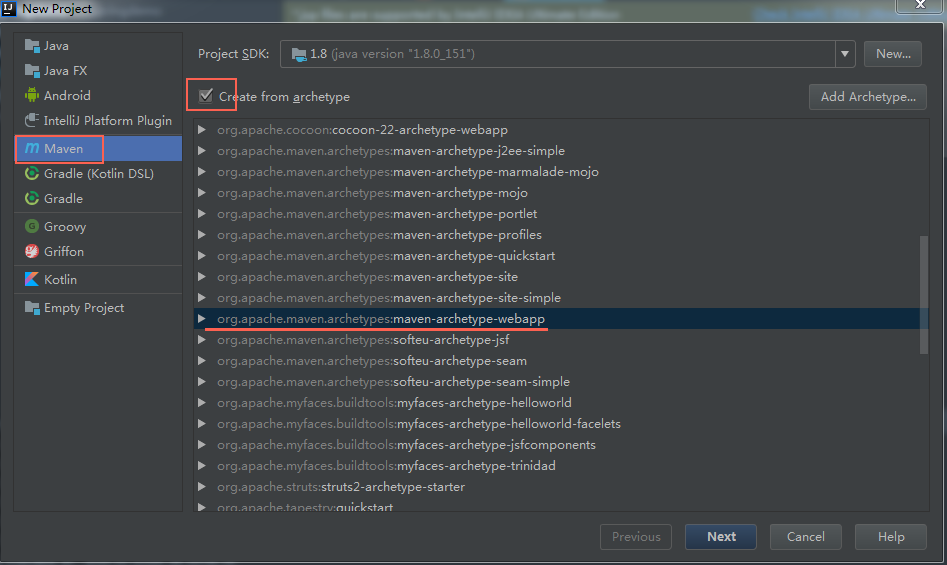 New Project
Java
Java FX
Android
IntelliJ Platform Plugin
Maven
Gradle (Kotlin DSL)
Gradle
Groovy
Griffon
Kotlin
Empty Project
Project SDK: 1.8 (java version "1.8.0_151") New...
Create from archetype Add Archetype...
org.apache.cocoon:cocoon-22-archetype-webapp
org.apache.maven.archetypes:maven-archetype-j2ee-simple
org.apache.maven.archetypes:maven-archetype-marmalade-mojo
org.apache.maven.archetypes:maven-archetype-mojo
org.apache.maven.archetypes:maven-archetype-portlet
org.apache.maven.archetypes:maven-archetype-profiles
org.apache.maven.archetypes:maven-archetype-quickstart
org.apache.maven.archetypes:maven-archetype-site
org.apache.maven.archetypes:maven-archetype-site-simple
org.apache.maven.archetypes:maven-archetype-webapp
org.apache.maven.archetypes:softeu-archetype-jsf
org.apache.maven.archetypes:softeu-archetype-seam
org.apache.maven.archetypes:softeu-archetype-seam-simple
org.apache.myfaces.buildtools:myfaces-archetype-helloworld
org.apache.myfaces.buildtools:myfaces-archetype-helloworld-facelets
org.apache.myfaces.buildtools:myfaces-archetype-jsfcomponents
org.apache.myfaces.buildtools:myfaces-archetype-trinidad
org.apache.struts:struts2-archetype-starter
org.apache.tapestry:quickstart
Previous Next Cancel Help